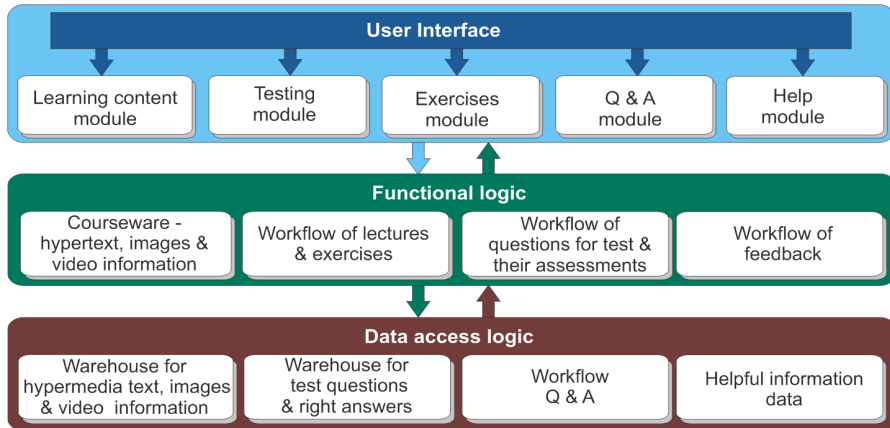 User Interface
Learning content
module
Testing
module
Exercises
module
Q & A
module
Help
module
Functional logic
Courseware -
hypertext, images &
video information
Workflow of lectures
& exercises
Workflow of
questions for test &
their assessments
Workflow of
feedback
Data access logic
Warehouse for
hypermedia text, images
& video information
Warehouse for
test questions
& right answers
Workflow
Q & A
Helpful information
data